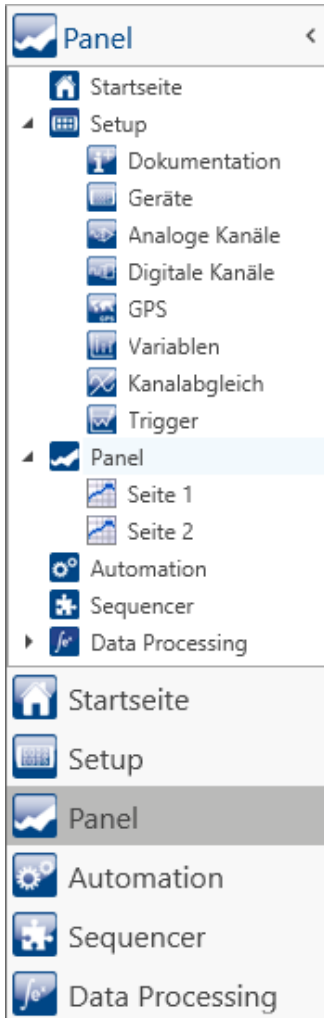 Panel
Startseite
Setup
Dokumentation
Geräte
Analoge Kanäle
Digitale Kanäle
GPS
Variablen
Kanalabgleich
Trigger
Panel
Seite 1
Seite 2
Automation
Sequencer
Data Processing
Startseite
Setup
Panel
Automation
Sequencer
Data Processing